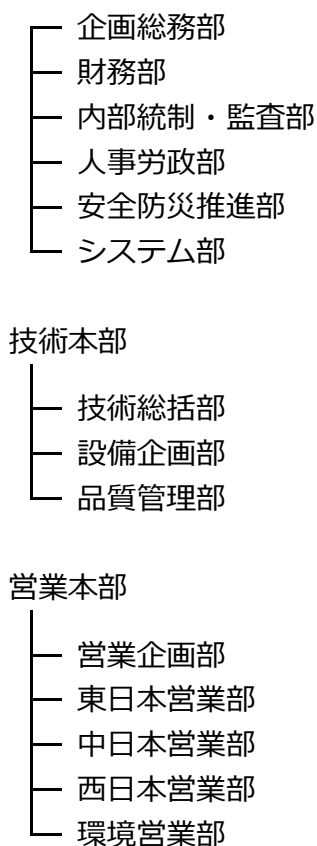 企画総務部
財務部
内部統制・監査部
人事労政部
安全防災推進部
システム部
技術本部
技術総括部
設備企画部
品質管理部
営業本部
営業企画部
東日本営業部
中日本営業部
西日本営業部
環境営業部